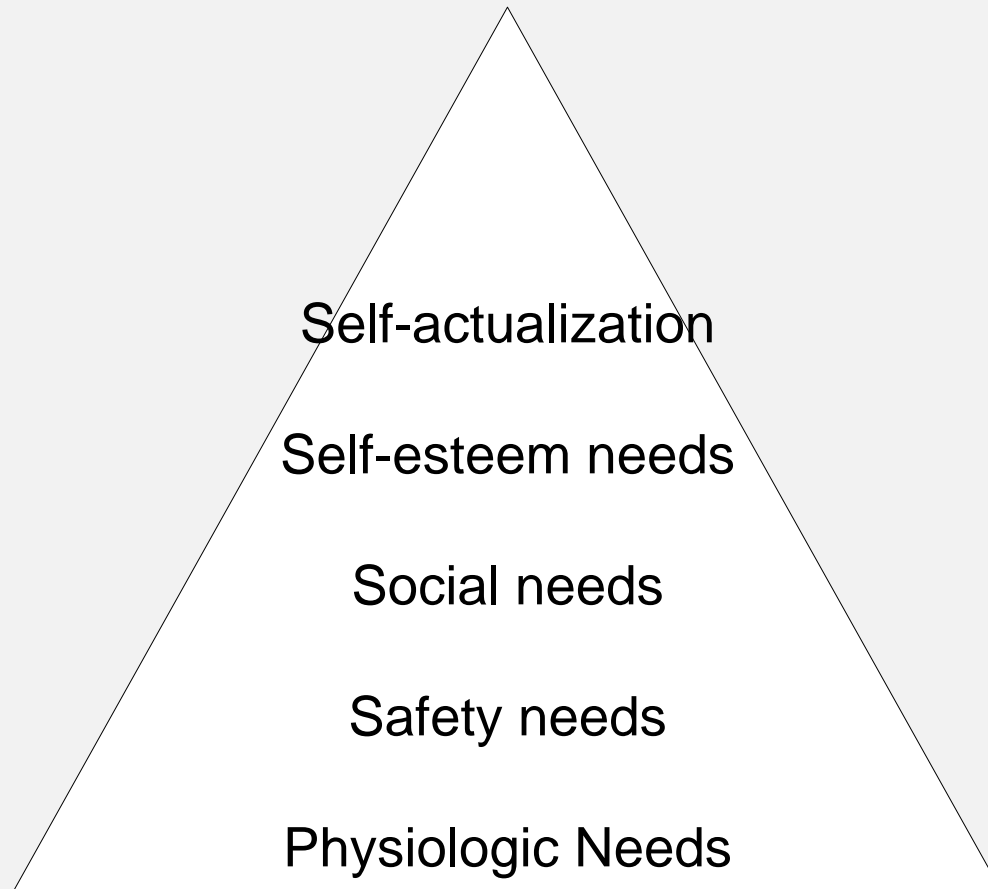 Self-actualization
Self-esteem needs
Social needs
Safety needs
Physiologic Needs